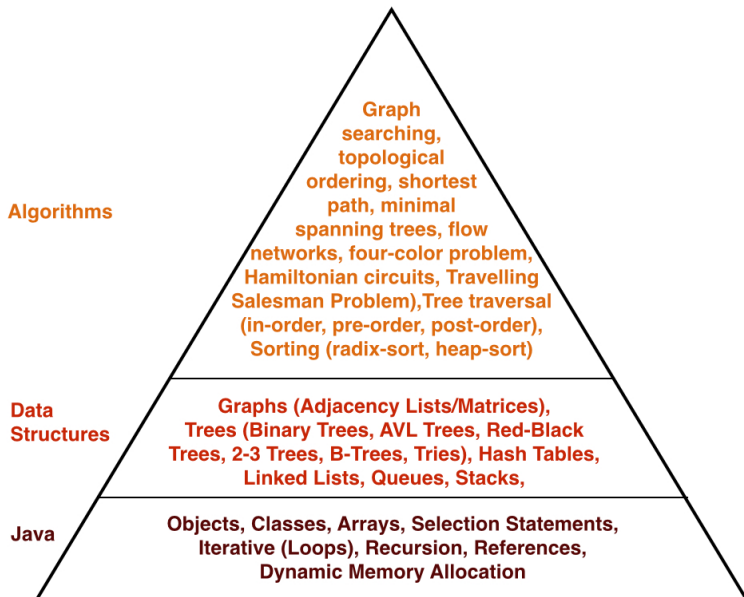 Graph
searching,
topological
ordering, shortest
path, minimal
spanning trees, flow
networks, four-color problem,
Hamiltonian circuits, Travelling
Salesman Problem),Tree traversal
(in-order, pre-order, post-order),
Sorting (radix-sort, heap-sort)
Algorithms
Graphs (Adjacency Lists/Matrices),
Trees (Binary Trees, AVL Trees, Red-Black
Trees, 2-3 Trees, B-Trees, Tries), Hash Tables,
Linked Lists, Queues, Stacks,
Data
Structures
Objects, Classes, Arrays, Selection Statements,
Iterative (Loops), Recursion, References,
Dynamic Memory Allocation
Java